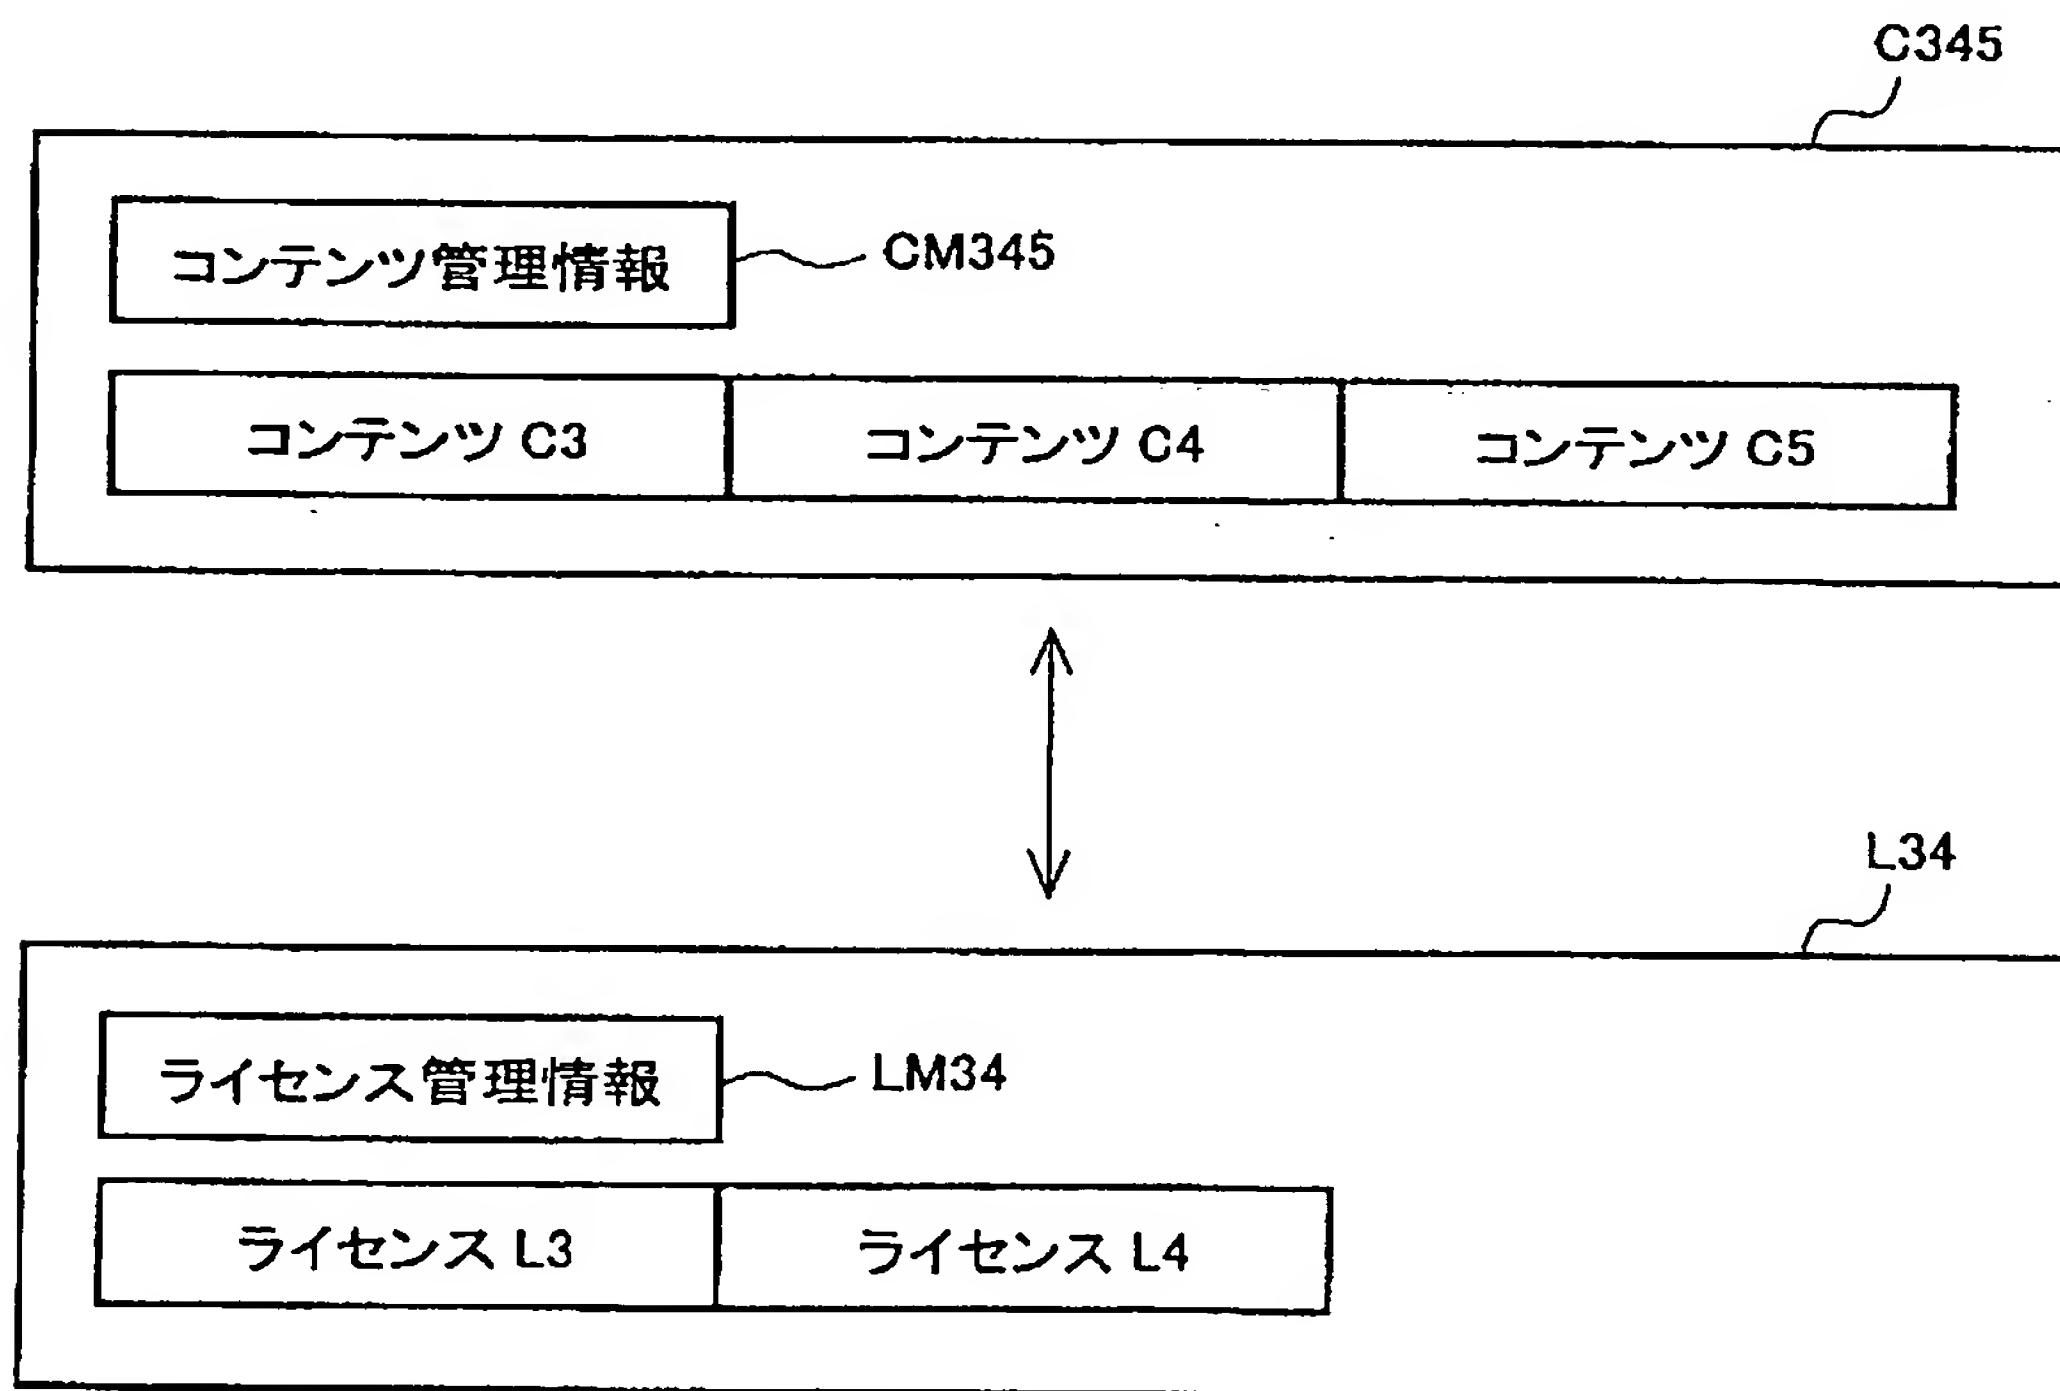 C345
コンテンツ管理情報
CM345
コンテンツ C3
コンテンツ C4
コンテンツ C5
L34
ライセンス管理情報
LM34
ライセンス L3
ライセンス L4